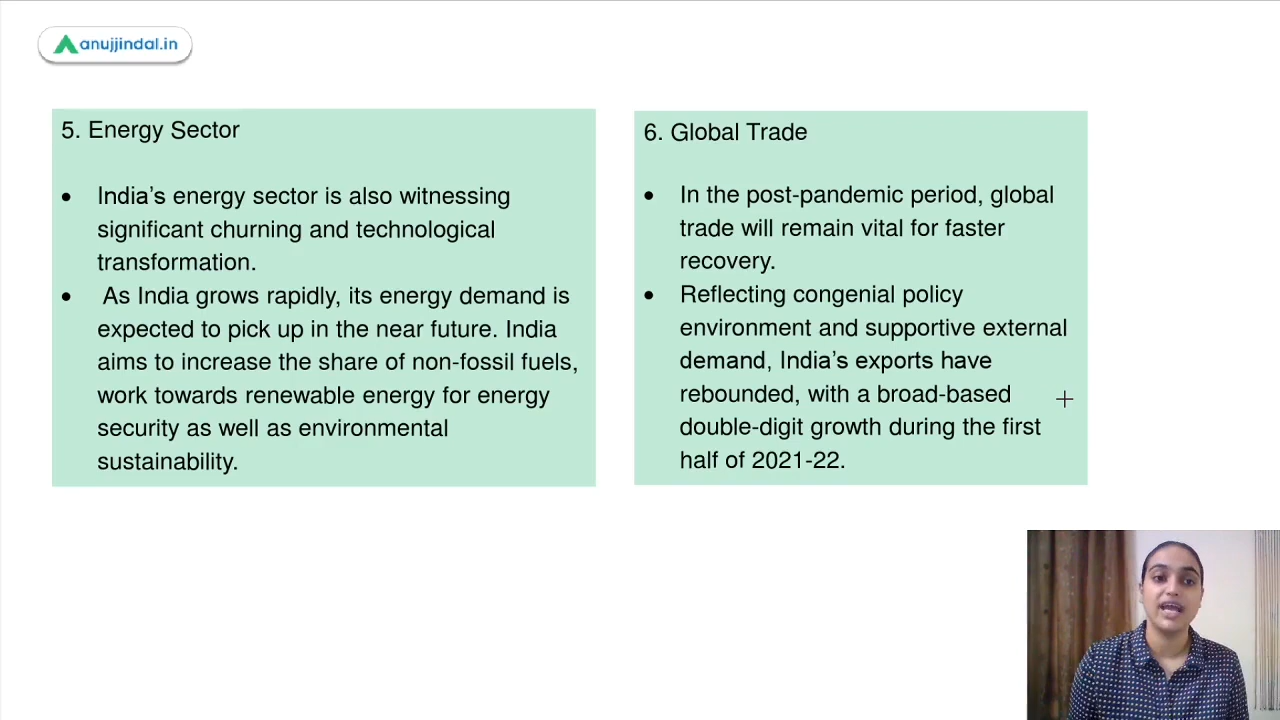 anujjindal.in
5. Energy Sector
• India's energy sector is also witnessing
significant churning and technological
transformation.
• As India grows rapidly, its energy demand is
expected to pick up in the near future. India
aims to increase the share of non-fossil fuels,
work towards renewable energy for energy
security as well as environmental
sustainability.
6. Global Trade
• In the post-pandemic period, global
trade will remain vital for faster
recovery.
• Reflecting congenial policy
environment and supportive external
demand, India's exports have
rebounded, with a broad-based
double-digit growth during the first
half of 2021-22.